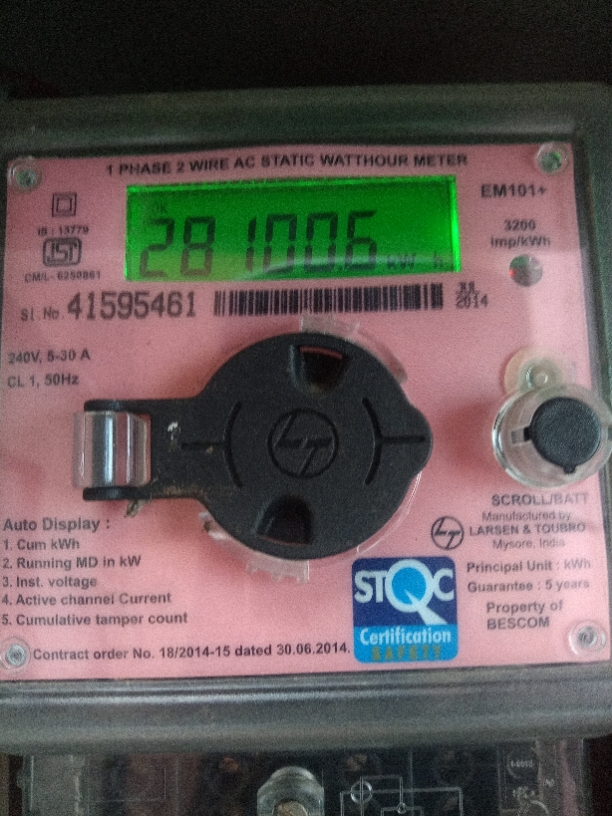 1 PHASE 2 WIRE AC STATIC WATTHOUR METER
EM101+
OK
281006 kW h
IS : 13779
ISI
CM/L- 6250861
3200
imp/kWh
Sl.No. 41595461
2014
240V, 5-30 A
CL 1, 50Hz
L&T
SCROLL/BATT
Manufactured by
LARSEN & TOUBRO
Mysore, India
Auto Display :
1. Cum kWh
2. Running MD in kW
3. Inst. voltage
4. Active channel Current
5. Cumulative tamper count
STQC
Certification
SAFETY
Principal Unit : kWh
Guarantee : 5 years
Property of
BESCOM
Contract order No. 18/2014-15 dated 30.06.2014.